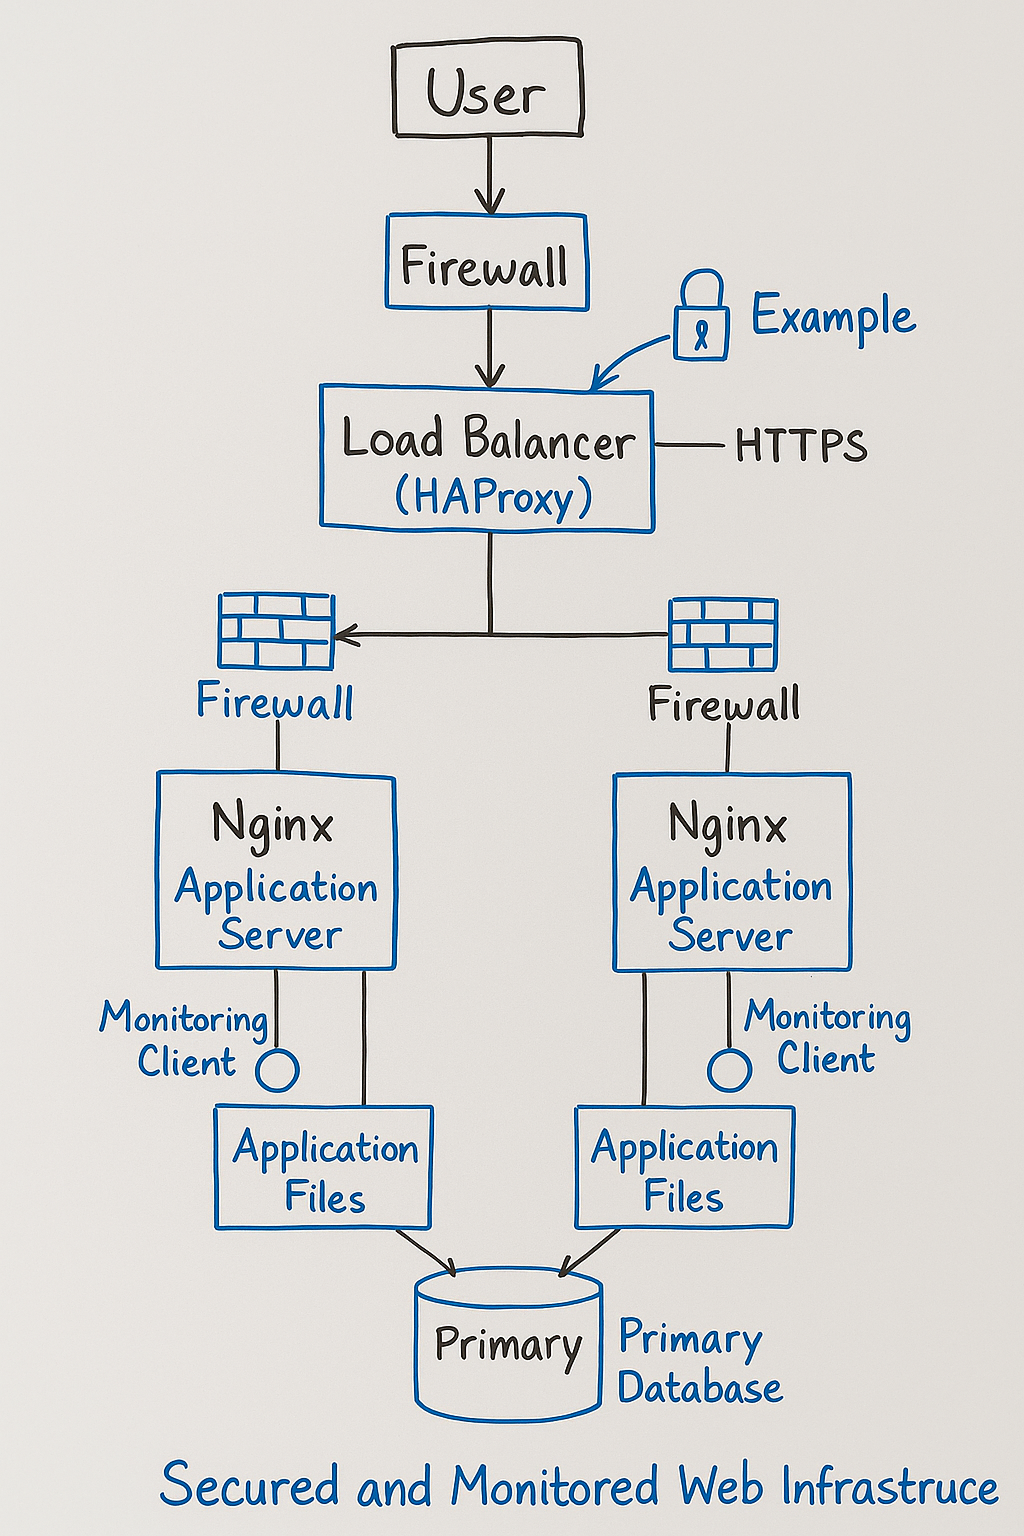 User
Firewall
Example
Load Balancer
(HAProxy)
HTTPS
Firewall
Firewall
Nginx
Application
Server
Nginx
Application
Server
Monitoring
Client
Monitoring
Client
Application
Files
Application
Files
Primary
Primary
Database
Secured and Monitored Web Infrastruce